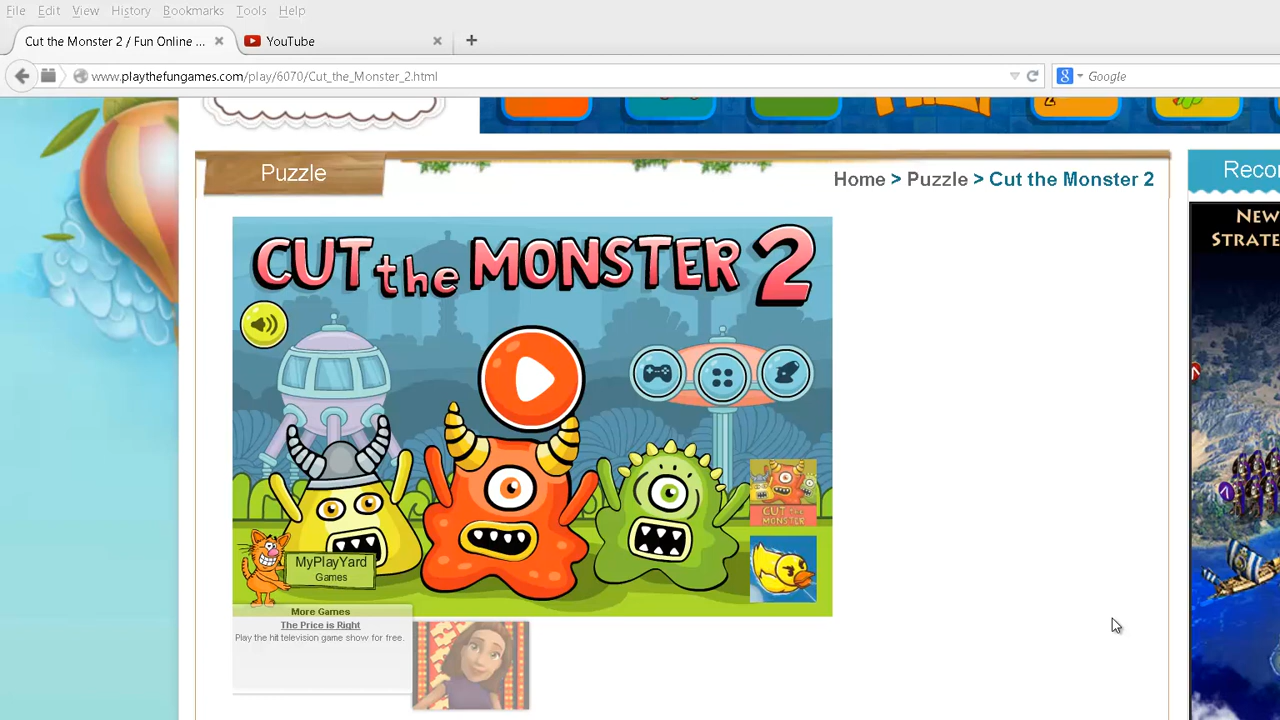 File Edit View History Bookmarks Tools Help
Cut the Monster 2 / Fun Online ...
YouTube
www.playthefungames.com/play/6070/Cut_the_Monster_2.html
Google
Puzzle
Home > Puzzle > Cut the Monster 2
Recor
NEW
STRATE
CUT the MONSTER 2
CUT the
MONSTER
MyPlayYard
Games
More Games
The Price is Right
Play the hit television game show for free.